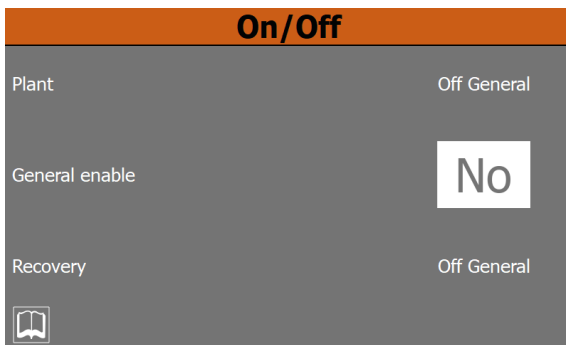 On/Off
Plant Off General
General enable No
Recovery Off General